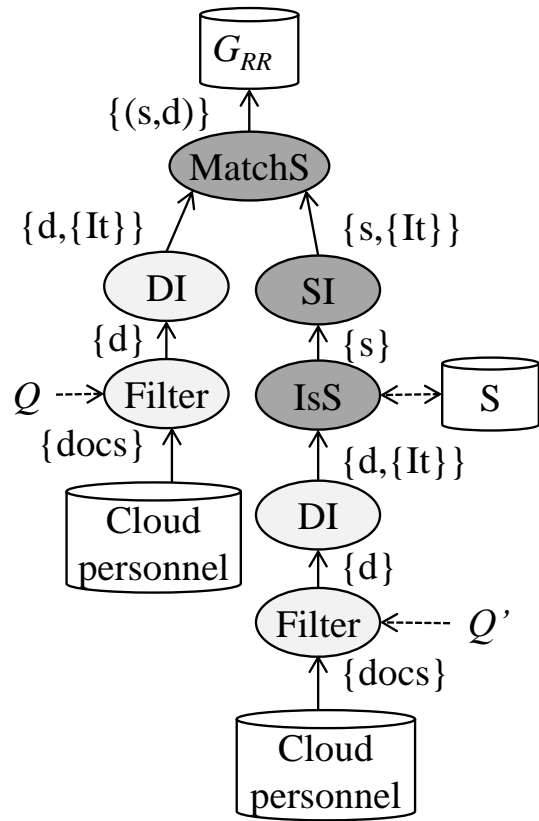 G_RR
{(s,d)}
MatchS
{d,{It}}
{s,{It}}
DI
SI
{d}
{s}
Q
Filter
IsS
S
{docs}
{d,{It}}
Cloud
personnel
DI
{d}
Filter
Q’
{docs}
Cloud
personnel